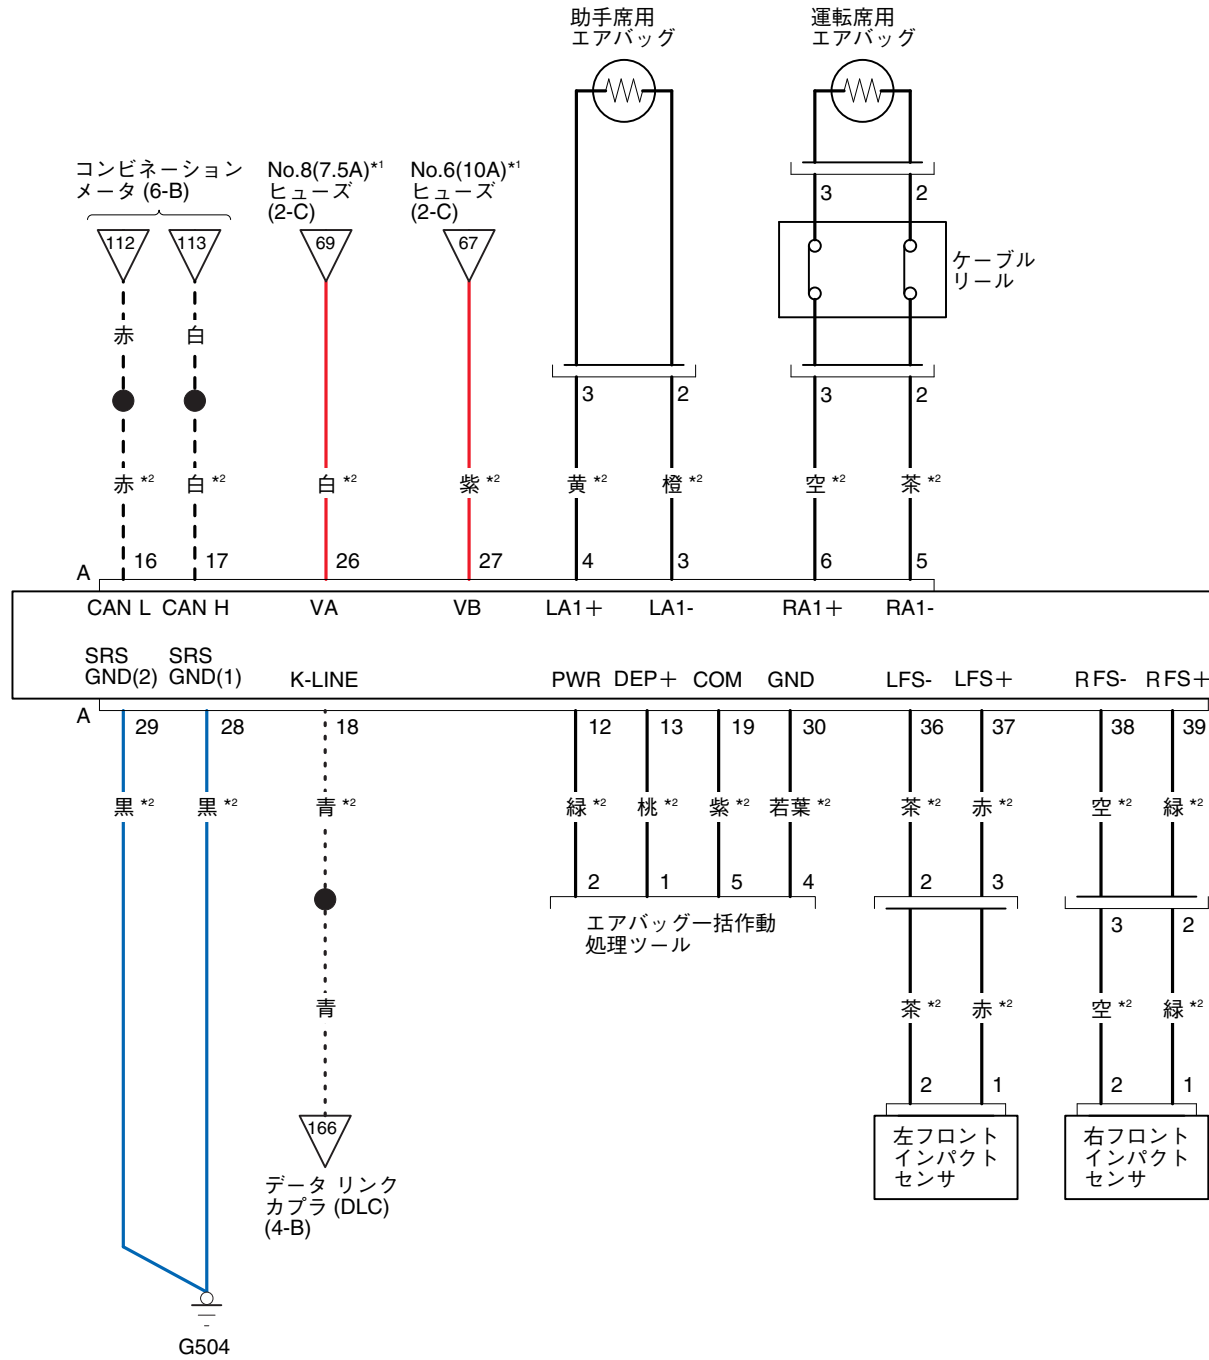 助手席用
エアバッグ
運転席用
エアバッグ
コンビネーション
メータ (6-B)
No.8(7.5A)*1
ヒューズ
(2-C)
No.6(10A)*1
ヒューズ
(2-C)
3 2
112 113 69 67
ケーブル
リール
赤 白
3 2 3 2
赤 *2 白 *2 白 *2 紫 *2 黄 *2 橙 *2 空 *2 茶 *2
A 16 17 26 27 4 3 6 5
CAN L CAN H VA VB LA1+ LA1- RA1+ RA1-
SRS
GND(2)
SRS
GND(1)
K-LINE PWR DEP+ COM GND LFS- LFS+ R FS- R FS+
A 29 28 18 12 13 19 30 36 37 38 39
黒 *2 黒 *2 青 *2 緑 *2 桃 *2 紫 *2 若葉 *2 茶 *2 赤 *2 空 *2 緑 *2
2 1 5 4 2 3
エアバッグ一括作動
処理ツール
3 2
青 茶 *2 赤 *2 空 *2 緑 *2
2 1 2 1
166
データ リンク
カプラ (DLC)
(4-B)
左フロント
インパクト
センサ
右フロント
インパクト
センサ
G504